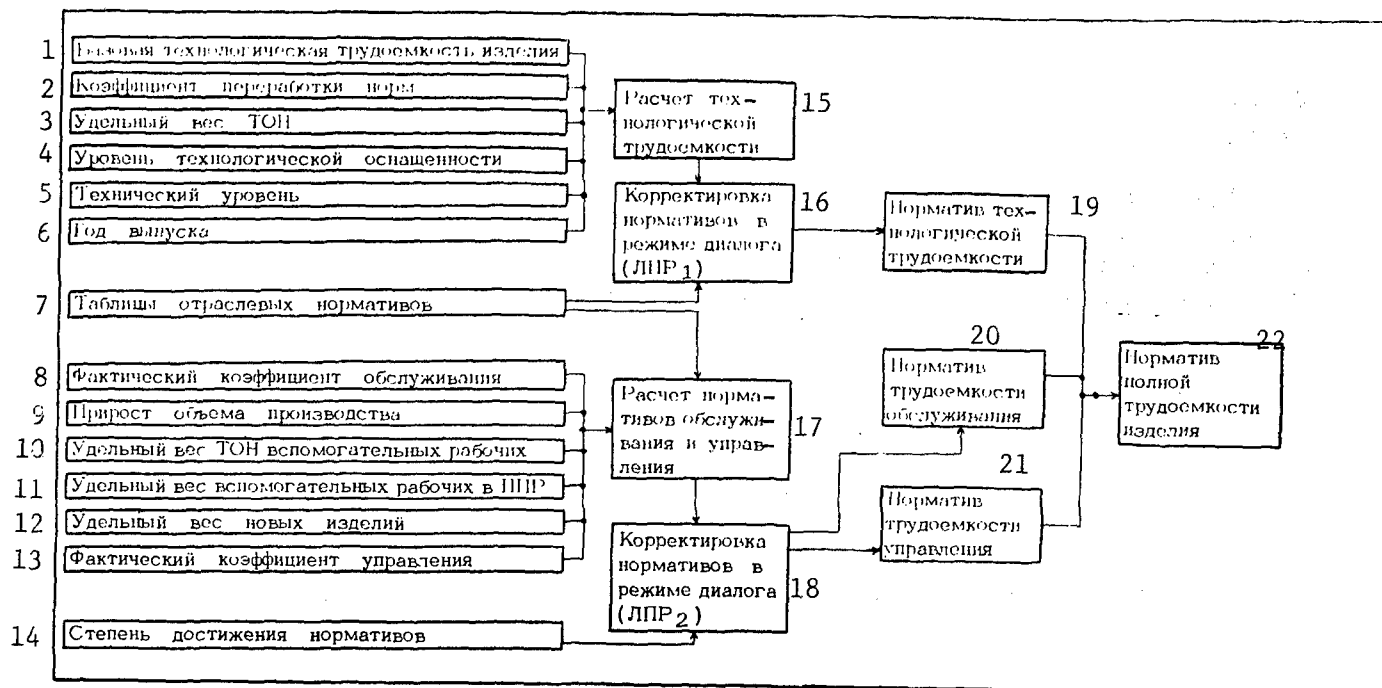 1 Базовая технологическая трудоемкость изделия
2 Коэффициент переработки норм
3 Удельный вес ТОН
4 Уровень технологической оснащенности
5 Технический уровень
6 Год выпуска
7 Таблицы отраслевых нормативов
8 Фактический коэффициент обслуживания
9 Прирост объема производства
10 Удельный вес ТОН вспомогательных рабочих
11 Удельный вес вспомогательных рабочих в ППР
12 Удельный вес новых изделий
13 Фактический коэффициент управления
14 Степень достижения нормативов
15
Расчет тех-
нологической
трудоемкости
16
Корректировка
нормативов в
режиме диалога
(ЛПР1)
17
Расчет норма-
тивов обслужи-
вания и управ-
ления
18
Корректировка
нормативов в
режиме диалога
(ЛПР2)
19
Норматив тех-
нологической
трудоемкости
20
Норматив
трудоемкости
обслуживания
21
Норматив
трудоемкости
управления
22
Норматив
полной
трудоемкости
изделия